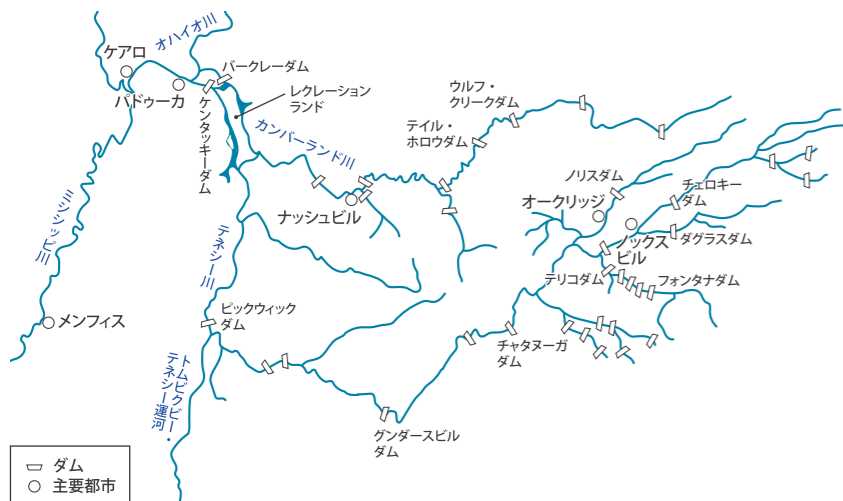 オハイオ川
ケアロ
バークレーダム
パドゥーカ
レクレーション
ランド
ケンタッキーダム
カンバーランド川
ウルフ・
クリークダム
テイル・
ホロウダム
ノリスダム
チェロキー
ダム
オークリッジ
ナッシュビル
ノックス
ビル
ダグラスダム
ミシシッピ川
テネシー川
テリコダム
フォンタナダム
ピックウィック
ダム
メンフィス
チャタヌーガ
ダム
トムビクビー・
テネシー運河
グンダースビル
ダム
ダム
主要都市